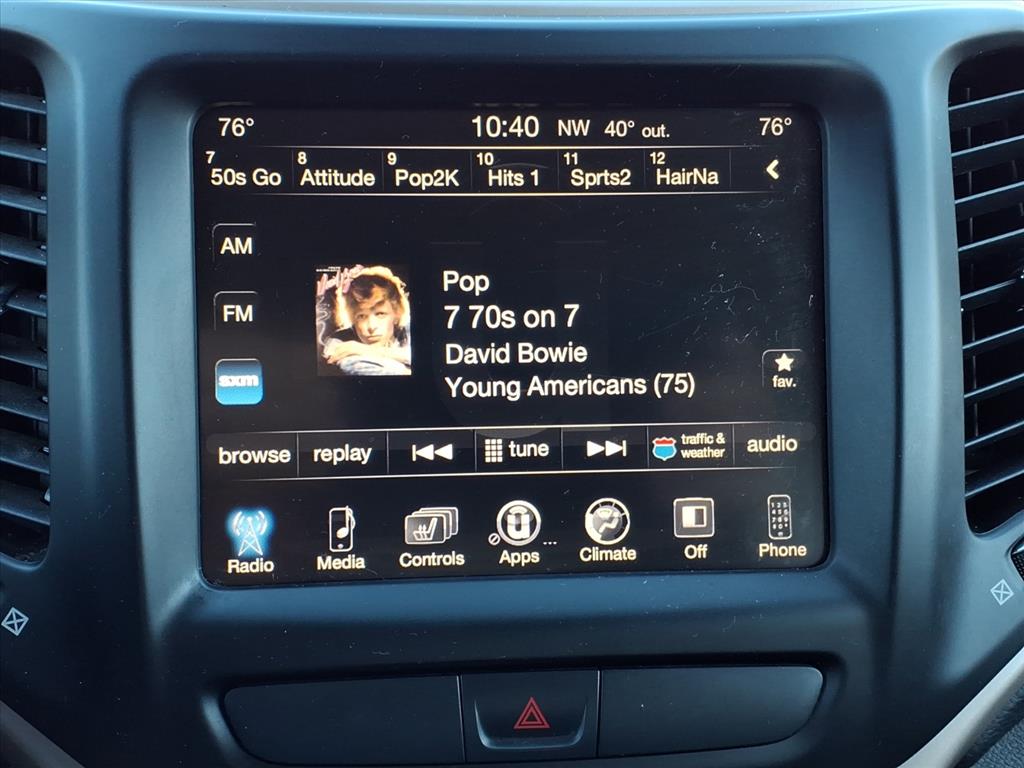 76° 10:40 NW 40° out. 76°
7 8 9 10 11 12
50s Go Attitude Pop2K Hits 1 Sprts2 HairNa
AM
FM
sxm
Pop
7 70s on 7
David Bowie
Young Americans (75)
fav.
browse replay tune traffic & weather audio
Radio Media Controls Apps ... Climate Off Phone